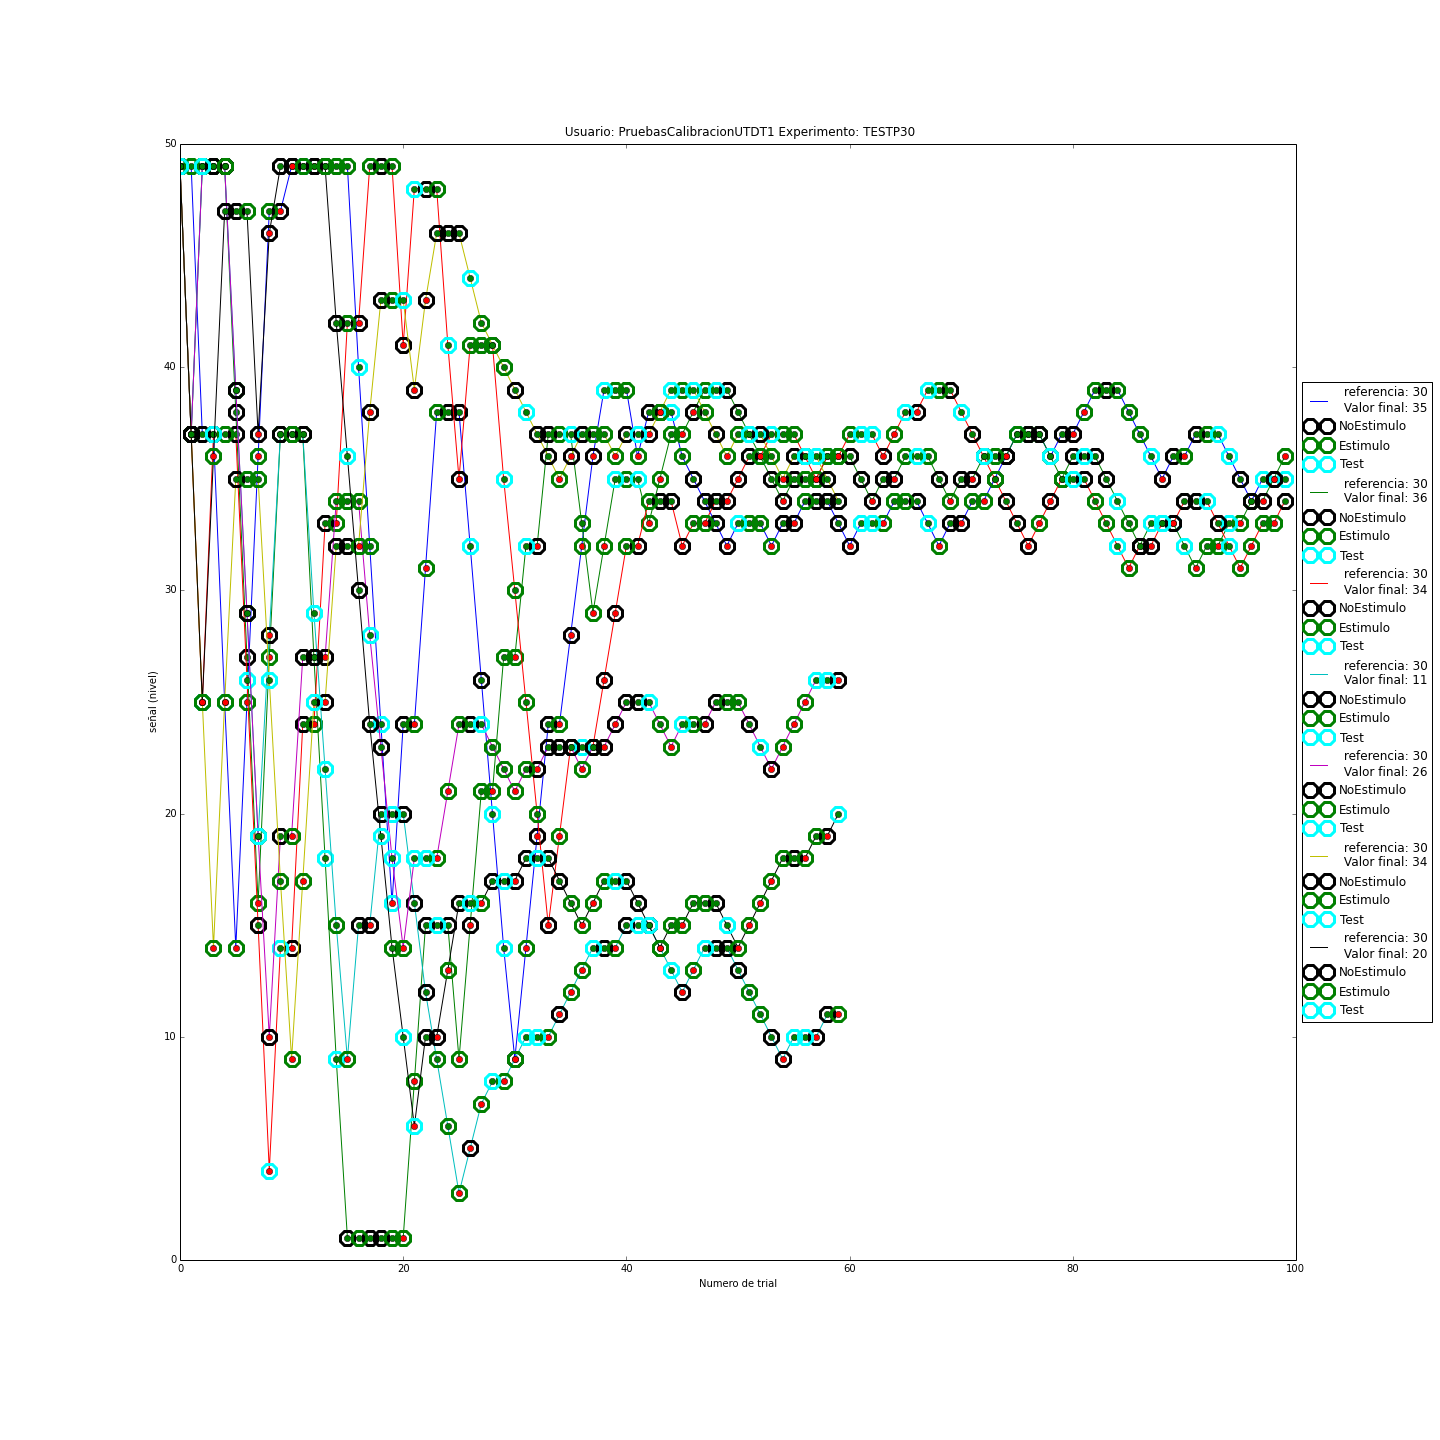 Usuario: PruebasCalibracionUTDT1 Experimento: TESTP30
50
40
30
20
10
0
señal (nivel)
0 20 40 60 80 100
Numero de trial
referencia: 30
Valor final: 35
NoEstimulo
Estimulo
Test
referencia: 30
Valor final: 36
NoEstimulo
Estimulo
Test
referencia: 30
Valor final: 34
NoEstimulo
Estimulo
Test
referencia: 30
Valor final: 11
NoEstimulo
Estimulo
Test
referencia: 30
Valor final: 26
NoEstimulo
Estimulo
Test
referencia: 30
Valor final: 34
NoEstimulo
Estimulo
Test
referencia: 30
Valor final: 20
NoEstimulo
Estimulo
Test